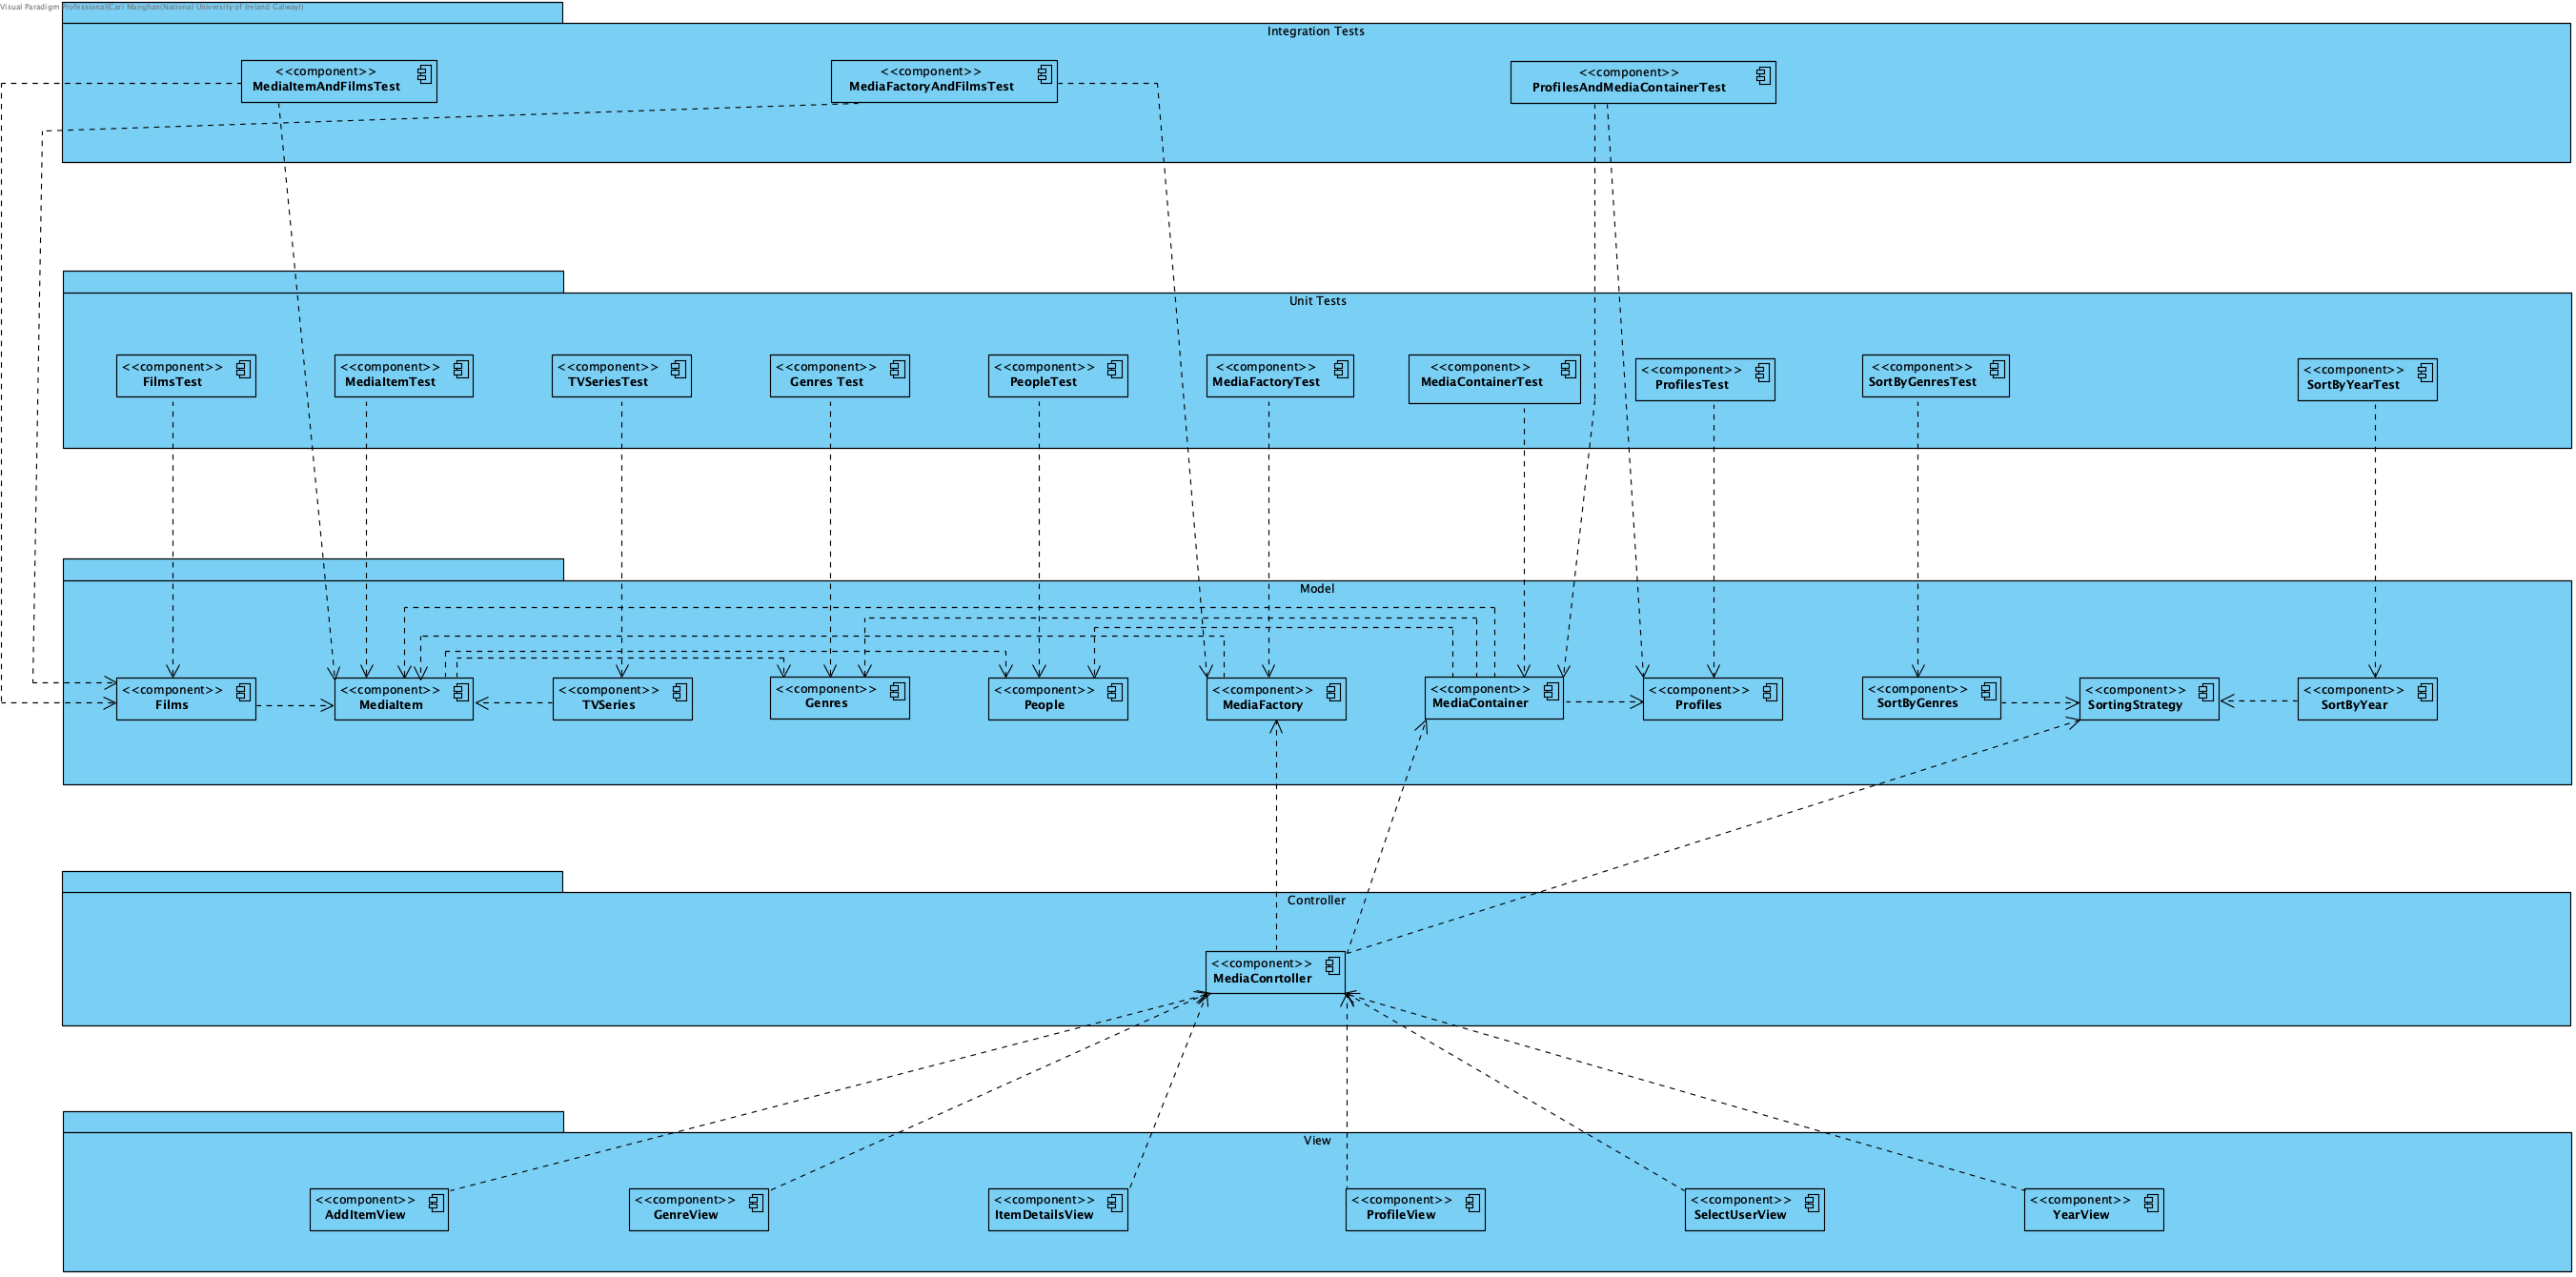 Visual Paradigm Professional(Cari Manghan(National University of Ireland Galway))
Integration Tests
<<component>>
MediaItemAndFilmsTest
<<component>>
MediaFactoryAndFilmsTest
<<component>>
ProfilesAndMediaContainerTest
Unit Tests
<<component>>
FilmsTest
<<component>>
MediaItemTest
<<component>>
TVSeriesTest
<<component>>
Genres Test
<<component>>
PeopleTest
<<component>>
MediaFactoryTest
<<component>>
MediaContainerTest
<<component>>
ProfilesTest
<<component>>
SortByGenresTest
<<component>>
SortByYearTest
Model
<<component>>
Films
<<component>>
MediaItem
<<component>>
TVSeries
<<component>>
Genres
<<component>>
People
<<component>>
MediaFactory
<<component>>
MediaContainer
<<component>>
Profiles
<<component>>
SortByGenres
<<component>>
SortingStrategy
<<component>>
SortByYear
Controller
<<component>>
MediaConrtoller
View
<<component>>
AddItemView
<<component>>
GenreView
<<component>>
ItemDetailsView
<<component>>
ProfileView
<<component>>
SelectUserView
<<component>>
YearView